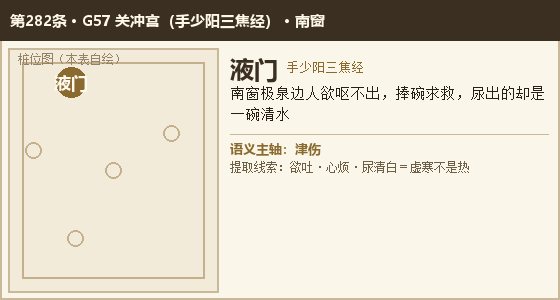 第282条·G57 关冲宫（手少阳三焦经）·南窗
桩位图（本表自绘）
液门
液门 手少阳三焦经
南窗极泉边人欲呕不出，捧碗求救，尿出的却是
一碗清水
语义主轴：津伤
提取线索：欲吐·心烦·尿清白＝虚寒不是热